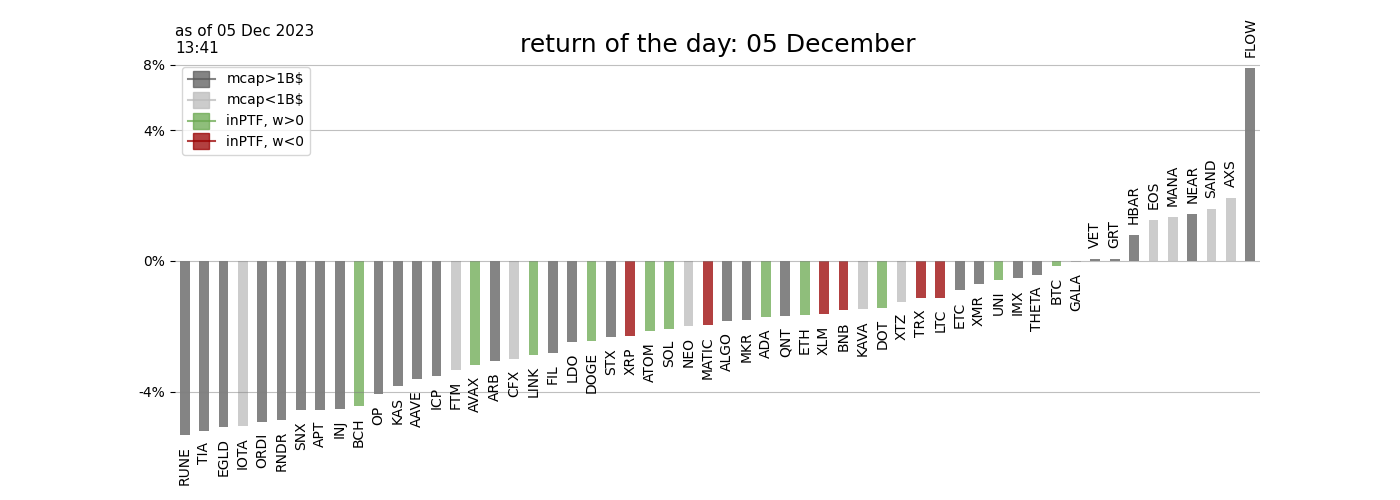 as of 05 Dec 2023
13:41
return of the day: 05 December
8%
4%
0%
-4%
mcap>1B$
mcap<1B$
inPTF, w>0
inPTF, w<0
RUNE
TIA
EGLD
IOTA
ORDI
RNDR
SNX
APT
INJ
BCH
OP
KAS
AAVE
ICP
FTM
AVAX
ARB
CFX
LINK
FIL
LDO
DOGE
STX
XRP
ATOM
SOL
NEO
MATIC
ALGO
MKR
ADA
QNT
ETH
XLM
BNB
KAVA
DOT
XTZ
TRX
LTC
ETC
XMR
UNI
IMX
THETA
BTC
GALA
VET
GRT
HBAR
EOS
MANA
NEAR
SAND
AXS
FLOW